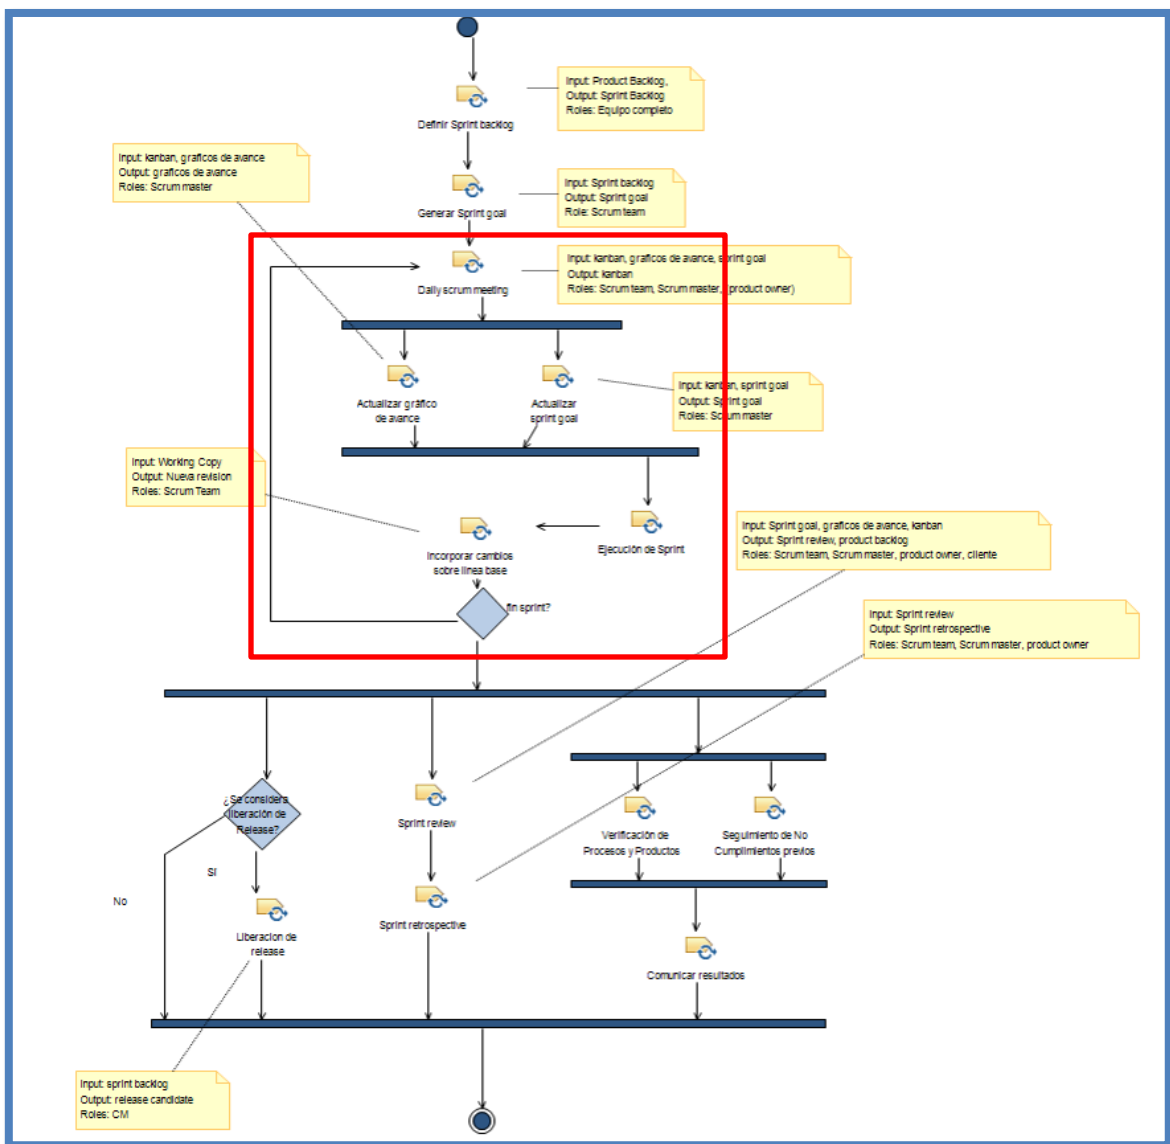 Input: Product Backlog,
Output: Sprint Backlog
Roles: Equipo completo
Definir Sprint backlog
Input: kanban, graficos de avance
Output: graficos de avance
Roles: Scrum master
Input: Sprint backlog
Output: Sprint goal
Role: Scrum team
Generar Sprint goal
Input: kanban, graficos de avance, sprint goal
Output: kanban
Roles: Scrum team, Scrum master, (product owner)
Daily scrum meeting
Actualizar gráfico
de avance
Actualizar
sprint goal
Input: kanban, sprint goal
Output: Sprint goal
Roles: Scrum master
Input: Working Copy
Output: Nueva revision
Roles: Scrum Team
Incorporar cambios
sobre linea base
Ejecución de Sprint
Input: Sprint goal, graficos de avance, kanban
Output: Sprint review, product backlog
Roles: Scrum team, Scrum master, product owner, cliente
fin sprint?
Input: Sprint review
Output: Sprint retrospective
Roles: Scrum team, Scrum master, product owner
¿Se considera
liberación de
Release?
Sprint review
Verificación de
Procesos y Productos
Seguimiento de No
Cumplimientos previos
Sí
No
Liberacion de
release
Sprint retrospective
Comunicar resultados
Input: sprint backlog
Output: release candidate
Roles: CM